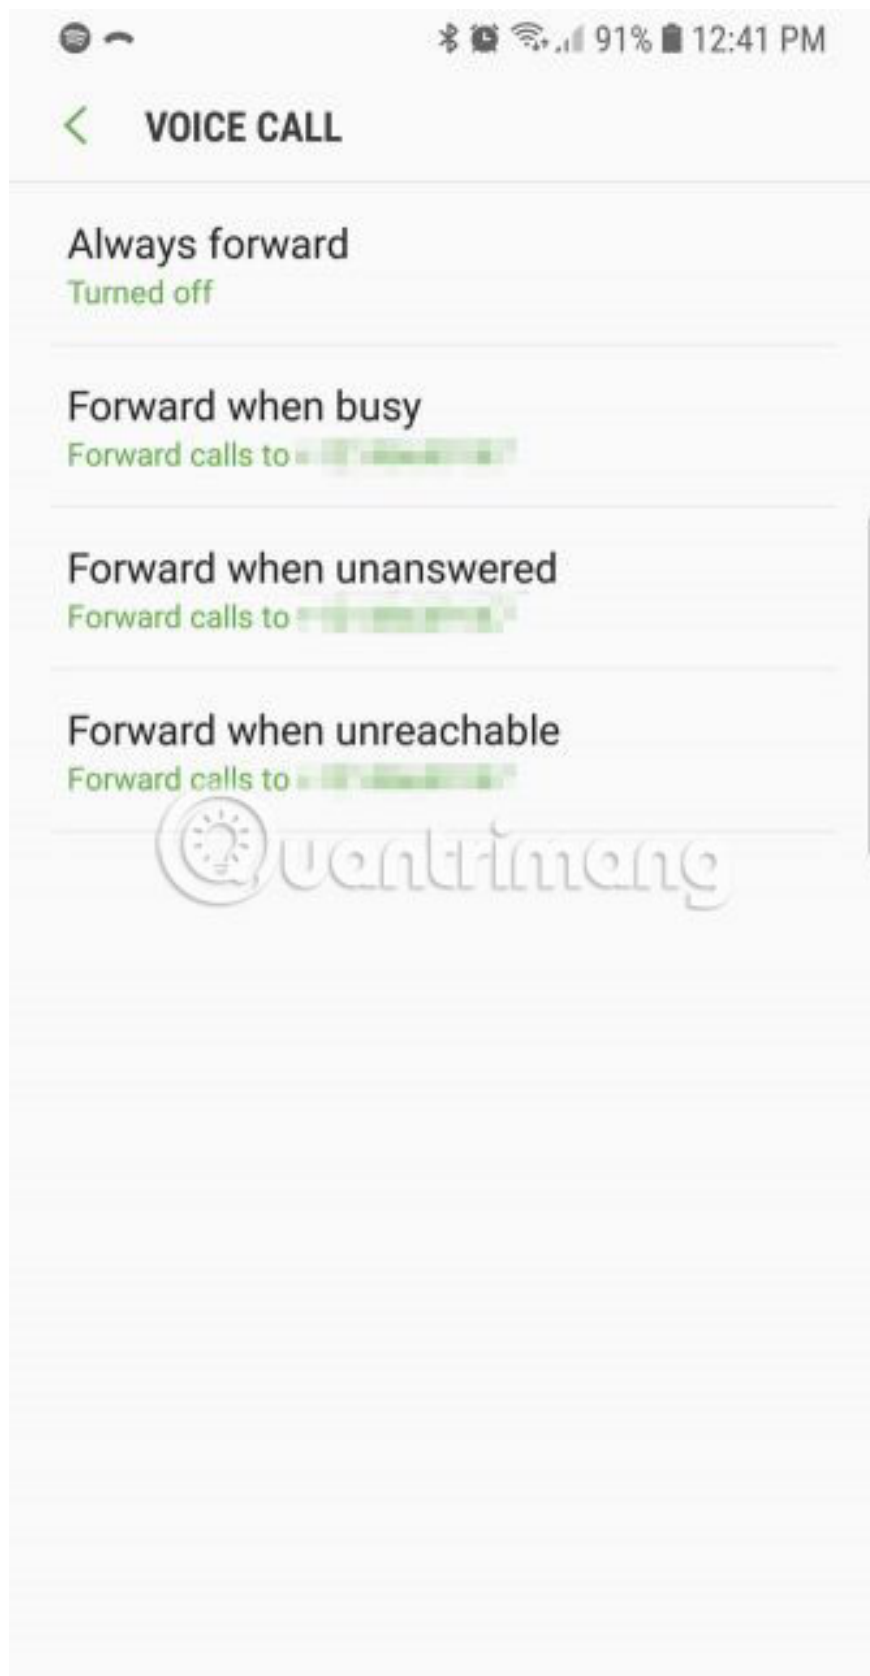 91% 12:41 PM
VOICE CALL
Always forward
Turned off
Forward when busy
Forward calls to
Forward when unanswered
Forward calls to
Forward when unreachable
Forward calls to
Quantrimang